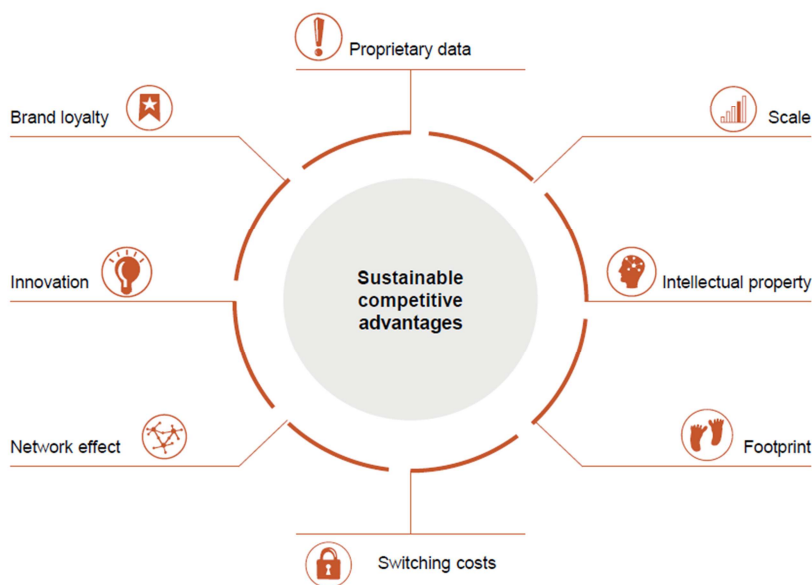 Proprietary data
Brand loyalty
Scale
Innovation
Sustainable
competitive
advantages
Intellectual property
Network effect
Footprint
Switching costs